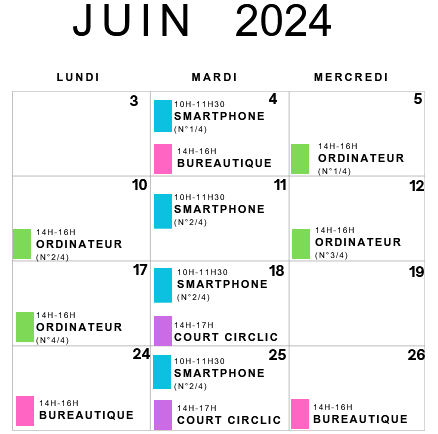 JUIN 2024
LUNDI MARDI MERCREDI
3
4
10H-11H30
SMARTPHONE
(N°1/4)
14H-16H
BUREAUTIQUE
5
14H-16H
ORDINATEUR
(N°1/4)
10
14H-16H
ORDINATEUR
(N°2/4)
11
10H-11H30
SMARTPHONE
(N°2/4)
12
14H-16H
ORDINATEUR
(N°3/4)
17
14H-16H
ORDINATEUR
(N°4/4)
18
10H-11H30
SMARTPHONE
(N°2/4)
14H-17H
COURT CIRCLIC
19
24
14H-16H
BUREAUTIQUE
25
10H-11H30
SMARTPHONE
(N°2/4)
14H-17H
COURT CIRCLIC
26
14H-16H
BUREAUTIQUE